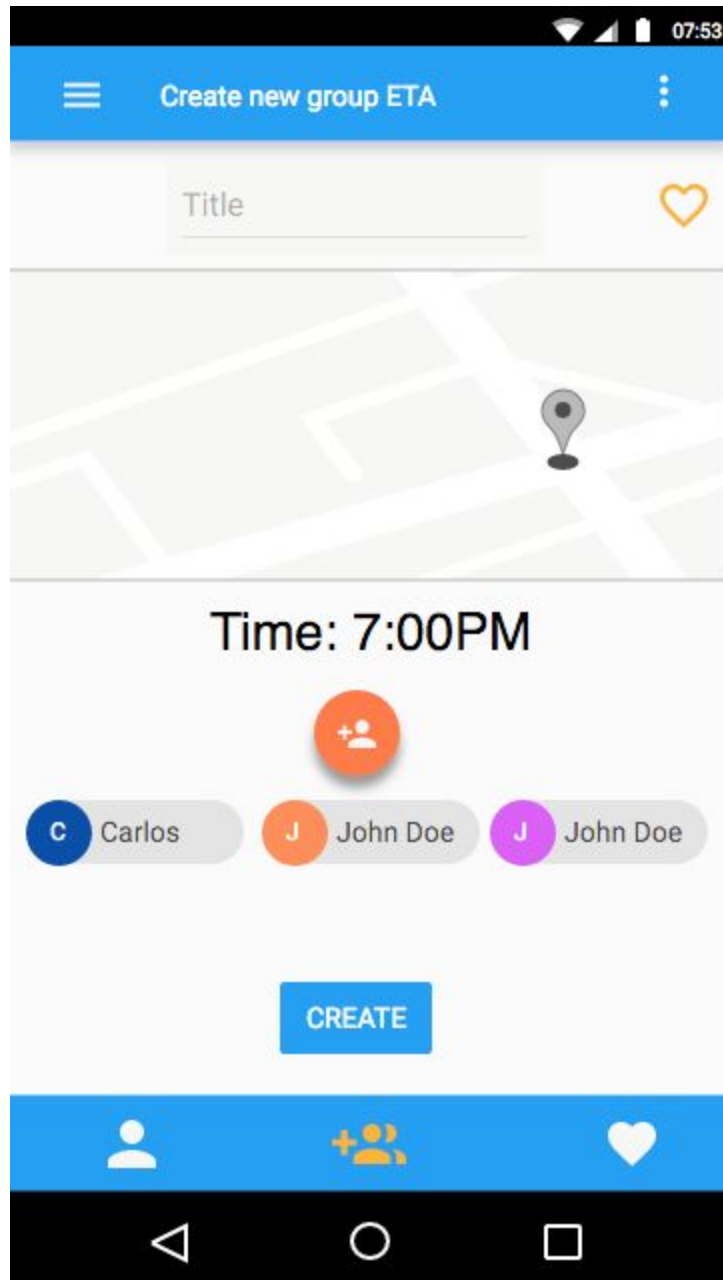 07:53
Create new group ETA
Title
Time: 7:00PM
C Carlos J John Doe J John Doe
CREATE